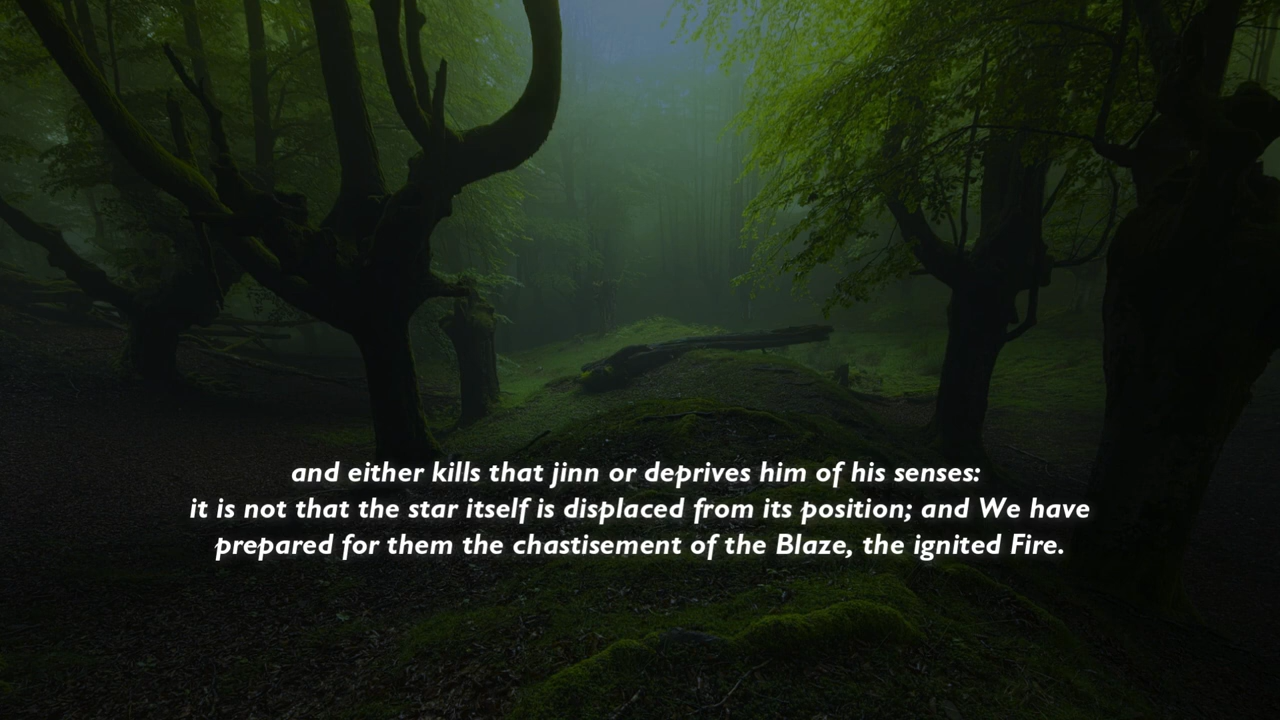 and either kills that jinn or deprives him of his senses:
it is not that the star itself is displaced from its position; and We have
prepared for them the chastisement of the Blaze, the ignited Fire.